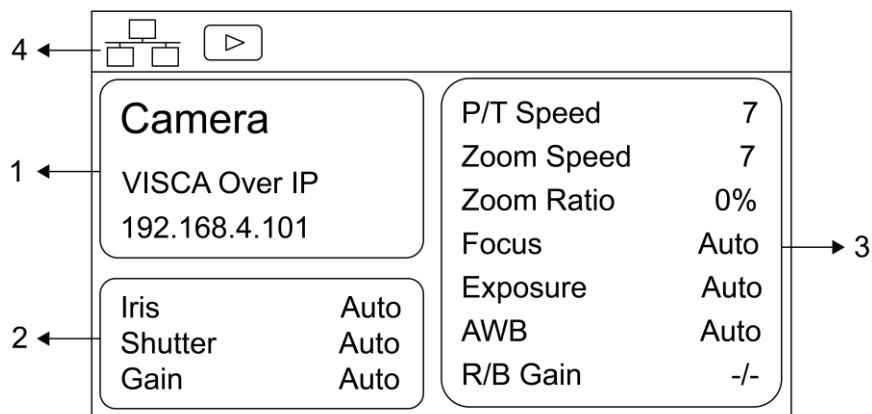 4
Camera
VISCA Over IP
192.168.4.101
1
Iris Auto
Shutter Auto
Gain Auto
2
P/T Speed 7
Zoom Speed 7
Zoom Ratio 0%
Focus Auto
Exposure Auto
AWB Auto
R/B Gain -/-
3